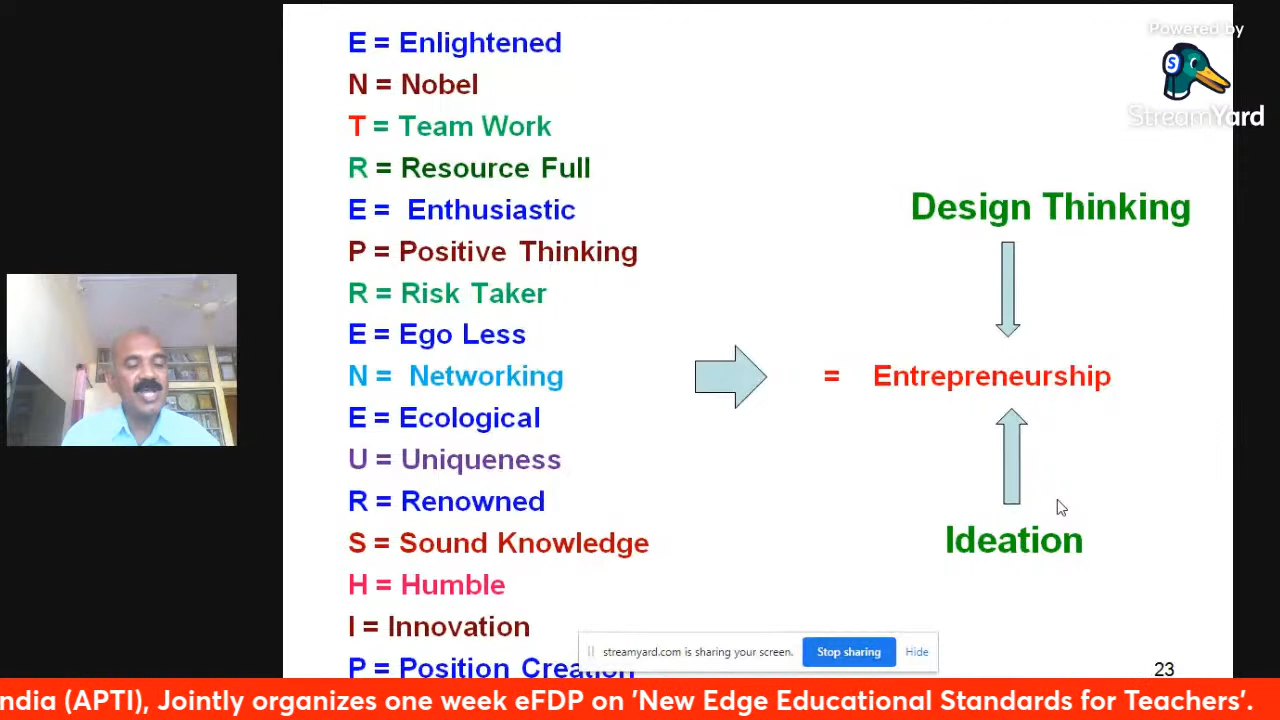 E = Enlightened
N = Nobel
T = Team Work
R = Resource Full
E = Enthusiastic
P = Positive Thinking
R = Risk Taker
E = Ego Less
N = Networking
E = Ecological
U = Uniqueness
R = Renowned
S = Sound Knowledge
H = Humble
I = Innovation
P = Position Creation
Design Thinking
= Entrepreneurship
Ideation
23
Powered by
StreamYard
streamyard.com is sharing your screen. Stop sharing Hide
ndia (APTI), Jointly organizes one week eFDP on 'New Edge Educational Standards for Teachers'.